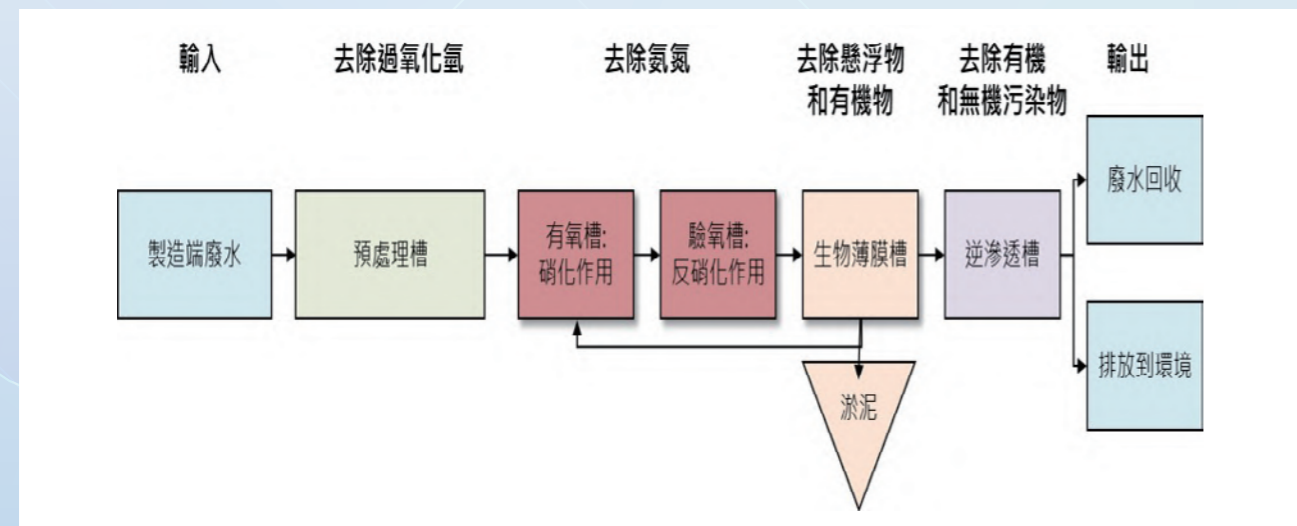 輸入
去除過氧化氫
去除氨氮
去除懸浮物
和有機物
去除有機
和無機污染物
輸出
製造端廢水
預處理槽
有氧槽:
硝化作用
驗氧槽:
反硝化作用
生物薄膜槽
逆滲透槽
廢水回收
排放到環境
淤泥